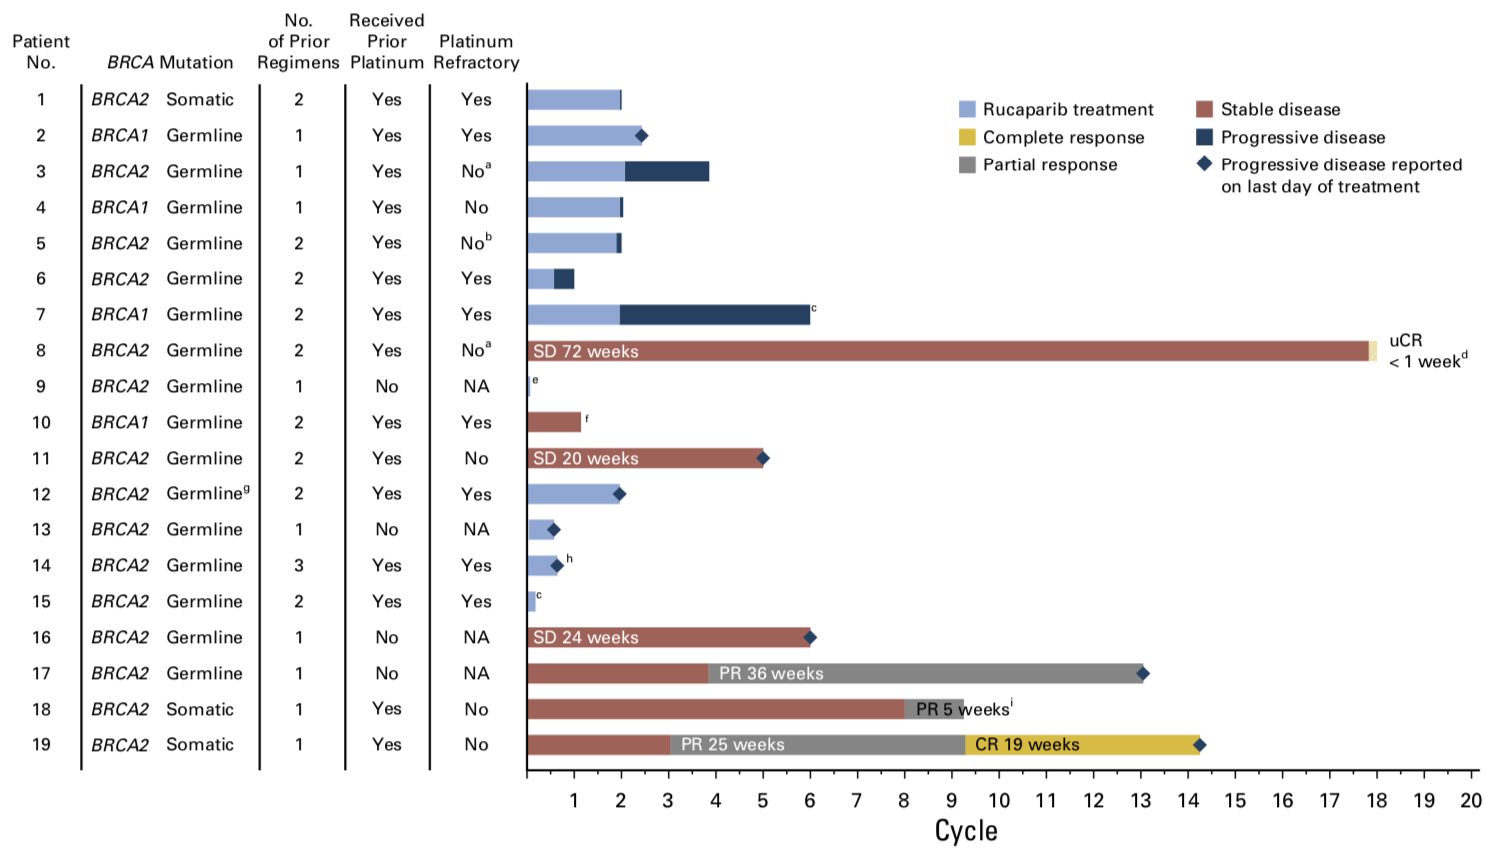 Patient No.
BRCA Mutation
No. of Prior Regimens
Received Prior Platinum
Platinum Refractory
1 BRCA2 Somatic 2 Yes Yes
2 BRCA1 Germline 1 Yes Yes
3 BRCA2 Germline 1 Yes Noa
4 BRCA1 Germline 1 Yes No
5 BRCA2 Germline 2 Yes Nob
6 BRCA2 Germline 2 Yes Yes
7 BRCA1 Germline 2 Yes Yes c
8 BRCA2 Germline 2 Yes Noa SD 72 weeks uCR < 1 weekd
9 BRCA2 Germline 1 No NA e
10 BRCA1 Germline 2 Yes Yes f
11 BRCA2 Germline 2 Yes No SD 20 weeks
12 BRCA2 Germlineg 2 Yes Yes
13 BRCA2 Germline 1 No NA
14 BRCA2 Germline 3 Yes Yes h
15 BRCA2 Germline 2 Yes Yes c
16 BRCA2 Germline 1 No NA SD 24 weeks
17 BRCA2 Germline 1 No NA PR 36 weeks
18 BRCA2 Somatic 1 Yes No PR 5 weeksi
19 BRCA2 Somatic 1 Yes No PR 25 weeks CR 19 weeks
Rucaparib treatment
Complete response
Partial response
Stable disease
Progressive disease
Progressive disease reported
on last day of treatment
1 2 3 4 5 6 7 8 9 10 11 12 13 14 15 16 17 18 19 20
Cycle